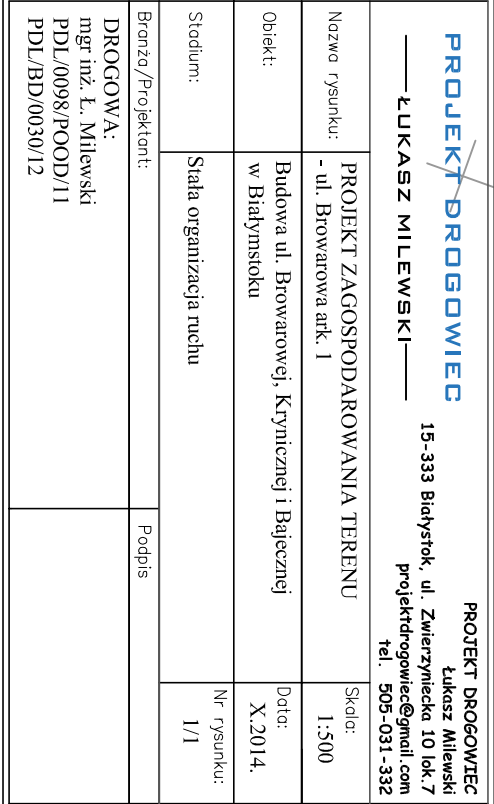 PROJEKT DROGOWIEC
ŁUKASZ MILEWSKI
PROJEKT DROGOWIEC
Łukasz Milewski
15-333 Białystok, ul. Zwierzyniecka 10 lok.7
projektdrogowiec@gmail.com
tel. 505-031-332
Nazwa rysunku:
PROJEKT ZAGOSPODAROWANIA TERENU
- ul. Browarowa ark. 1
Skala:
1:500
Obiekt:
Budowa ul. Browarowej, Krynicznej i Bajecznej
w Białymstoku
Data:
X.2014.
Stadium:
Stała organizacja ruchu
Nr rysunku:
1/1
Branża/Projektant:
Podpis
DROGOWA:
mgr inż. Ł. Milewski
PDL/0098/POOD/11
PDL/BD/0030/12